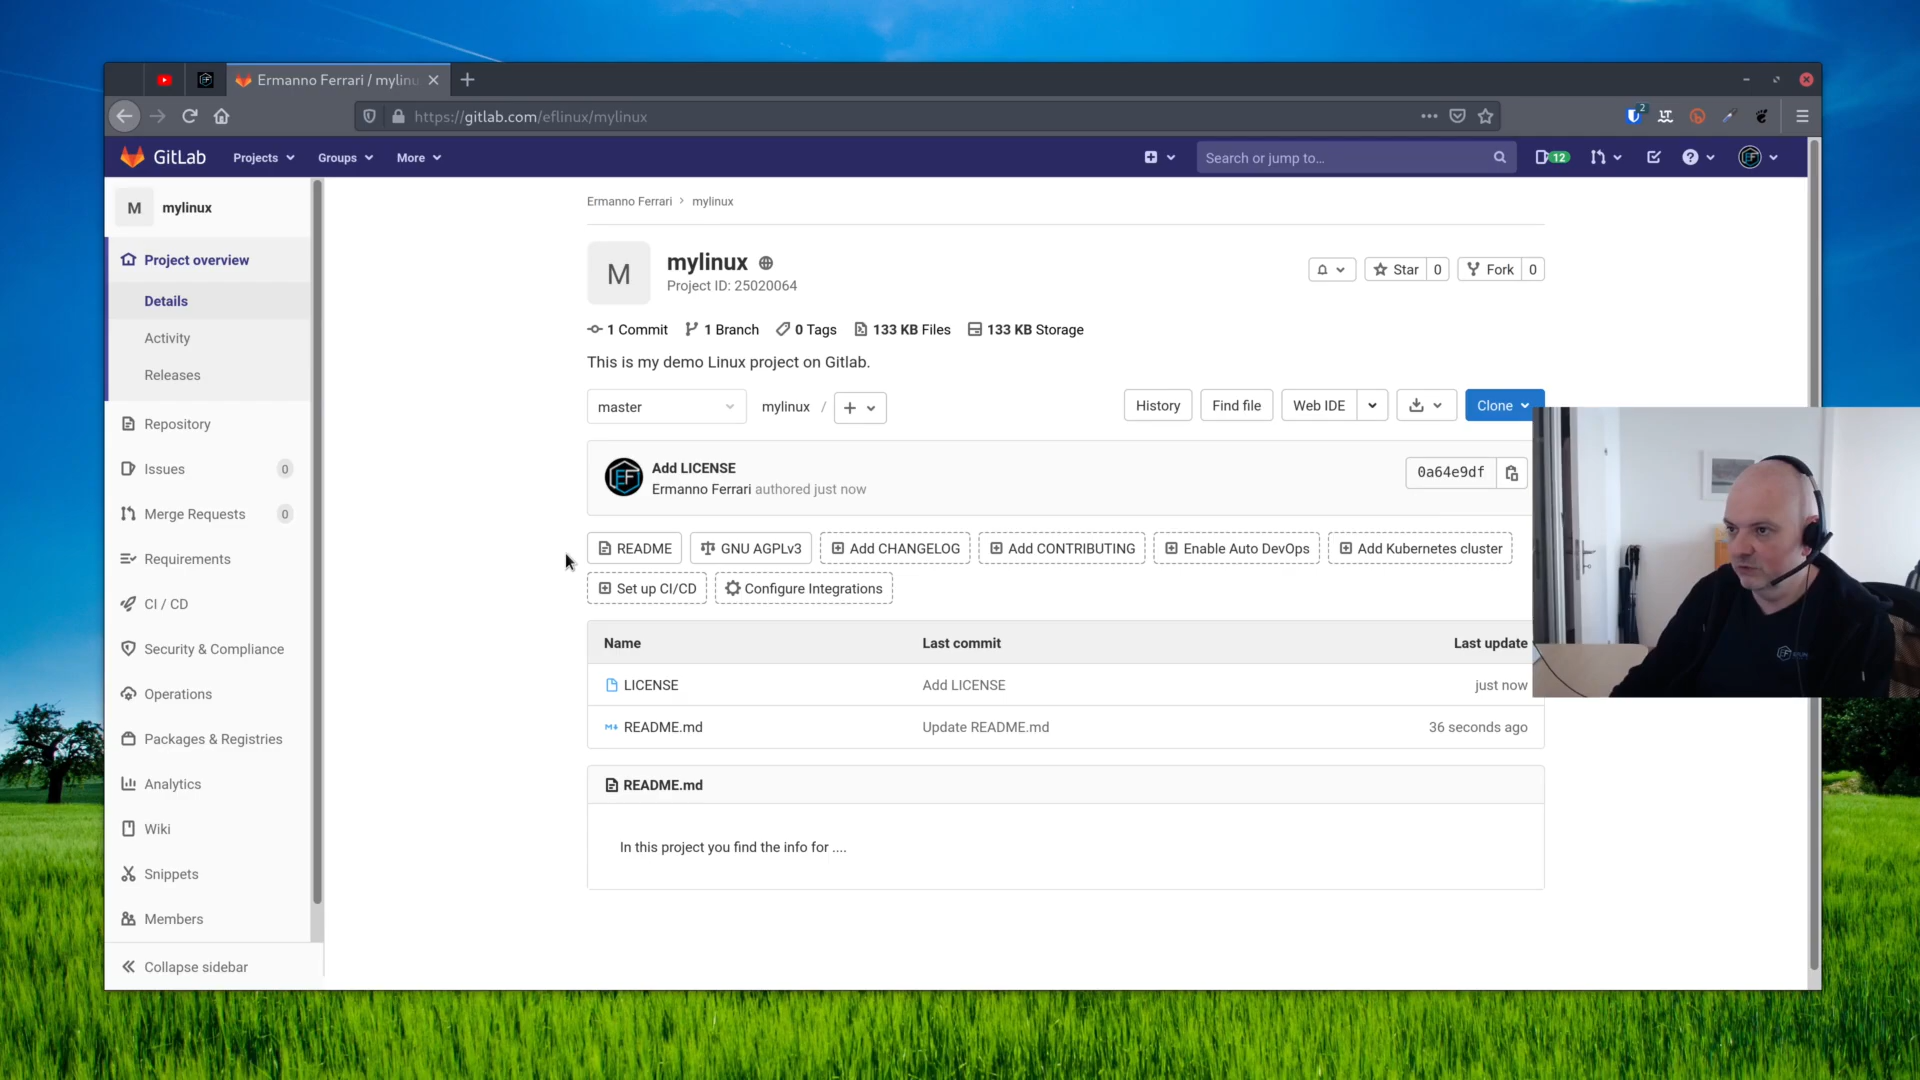 Ermanno Ferrari / mylinu
https://gitlab.com/eflinux/mylinux
2
GitLab
Projects
Groups
More
Search or jump to...
12
M
mylinux
Project overview
Details
Activity
Releases
Repository
Issues
0
Merge Requests
0
Requirements
CI / CD
Security & Compliance
Operations
Packages & Registries
Analytics
Wiki
Snippets
Members
Collapse sidebar
Ermanno Ferrari > mylinux
M
mylinux
Project ID: 25020064
Star 0
Fork 0
1 Commit
1 Branch
0 Tags
133 KB Files
133 KB Storage
This is my demo Linux project on Gitlab.
master
mylinux / +
History
Find file
Web IDE
Clone
EF
Add LICENSE
Ermanno Ferrari authored just now
0a64e9df
README
GNU AGPLv3
Add CHANGELOG
Add CONTRIBUTING
Enable Auto DevOps
Add Kubernetes cluster
Set up CI/CD
Configure Integrations
Name Last commit Last update
LICENSE Add LICENSE just now
README.md Update README.md 36 seconds ago
README.md
In this project you find the info for ....